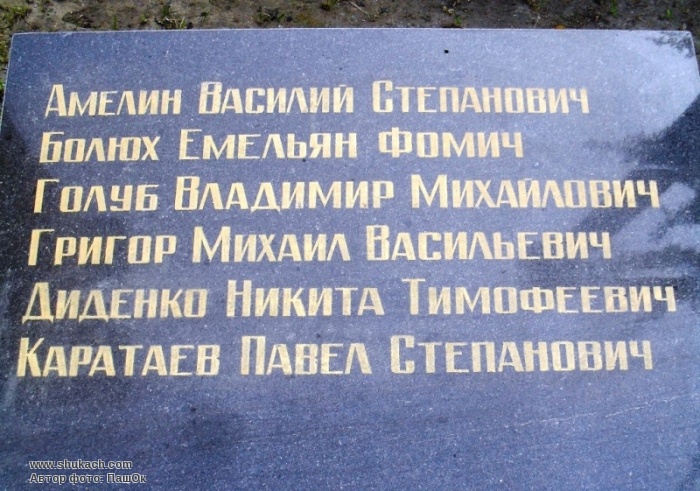 Амелин Василий Степанович
Болюх Емельян Фомич
Голуб Владимир Михайлович
Григор Михаил Васильевич
Диденко Никита Тимофеевич
Каратаев Павел Степанович
www.shukach.com
Автор фото: ПащОк